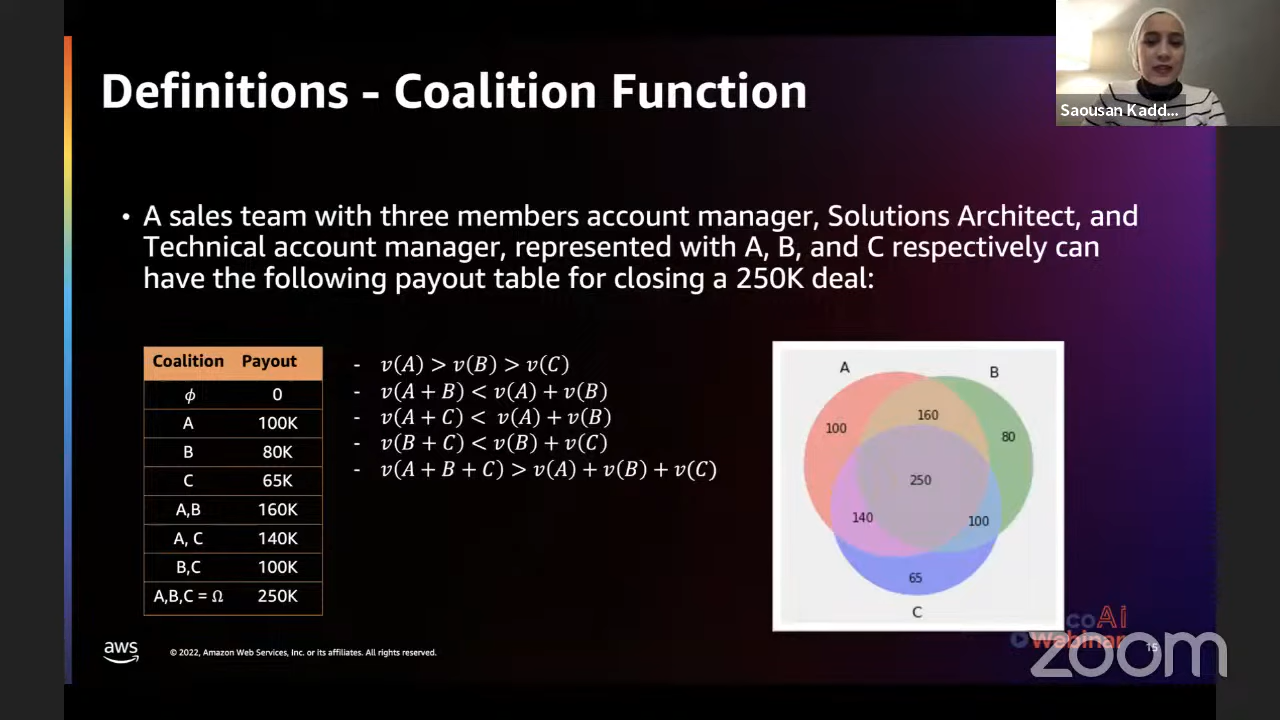 Definitions - Coalition Function
Saousan Kadd...
• A sales team with three members account manager, Solutions Architect, and
Technical account manager, represented with A, B, and C respectively can
have the following payout table for closing a 250K deal:
Coalition Payout
ϕ 0
A 100K
B 80K
C 65K
A,B 160K
A, C 140K
B,C 100K
A,B,C = Ω 250K
- v(A) > v(B) > v(C)
- v(A + B) < v(A) + v(B)
- v(A + C) < v(A) + v(B)
- v(B + C) < v(B) + v(C)
- v(A + B + C) > v(A) + v(B) + v(C)
A
B
160
100
80
250
140
100
65
C
aws
© 2022, Amazon Web Services, Inc. or its affiliates. All rights reserved.
coAi
Webinar
15
zoom